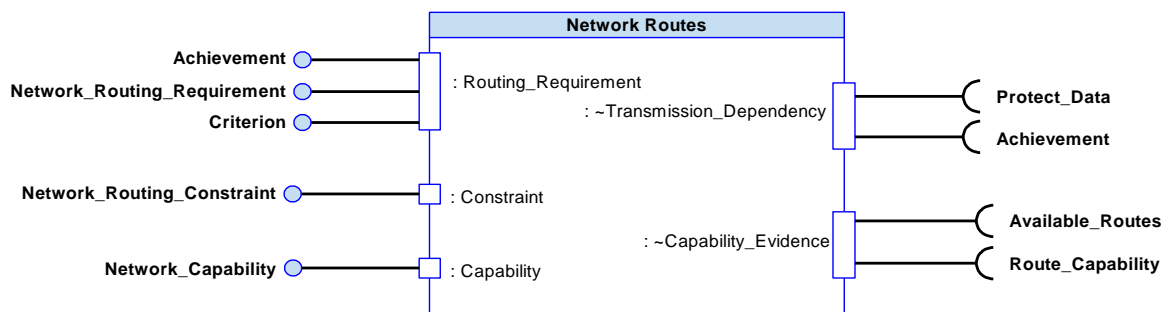 Network Routes
Achievement
Network_Routing_Requirement
Criterion
: Routing_Requirement
: ~Transmission_Dependency
Protect_Data
Achievement
Network_Routing_Constraint
: Constraint
: ~Capability_Evidence
Available_Routes
Route_Capability
Network_Capability
: Capability